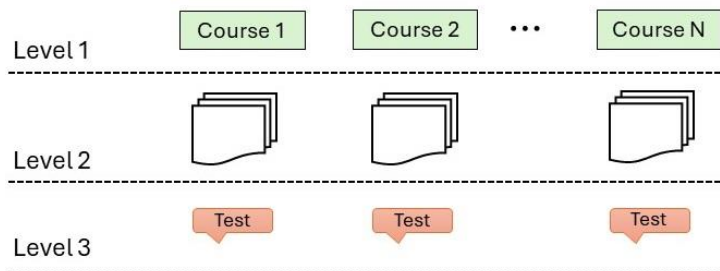 Level 1
Course 1
Course 2
•••
Course N
Level 2
Level 3
Test
Test
Test